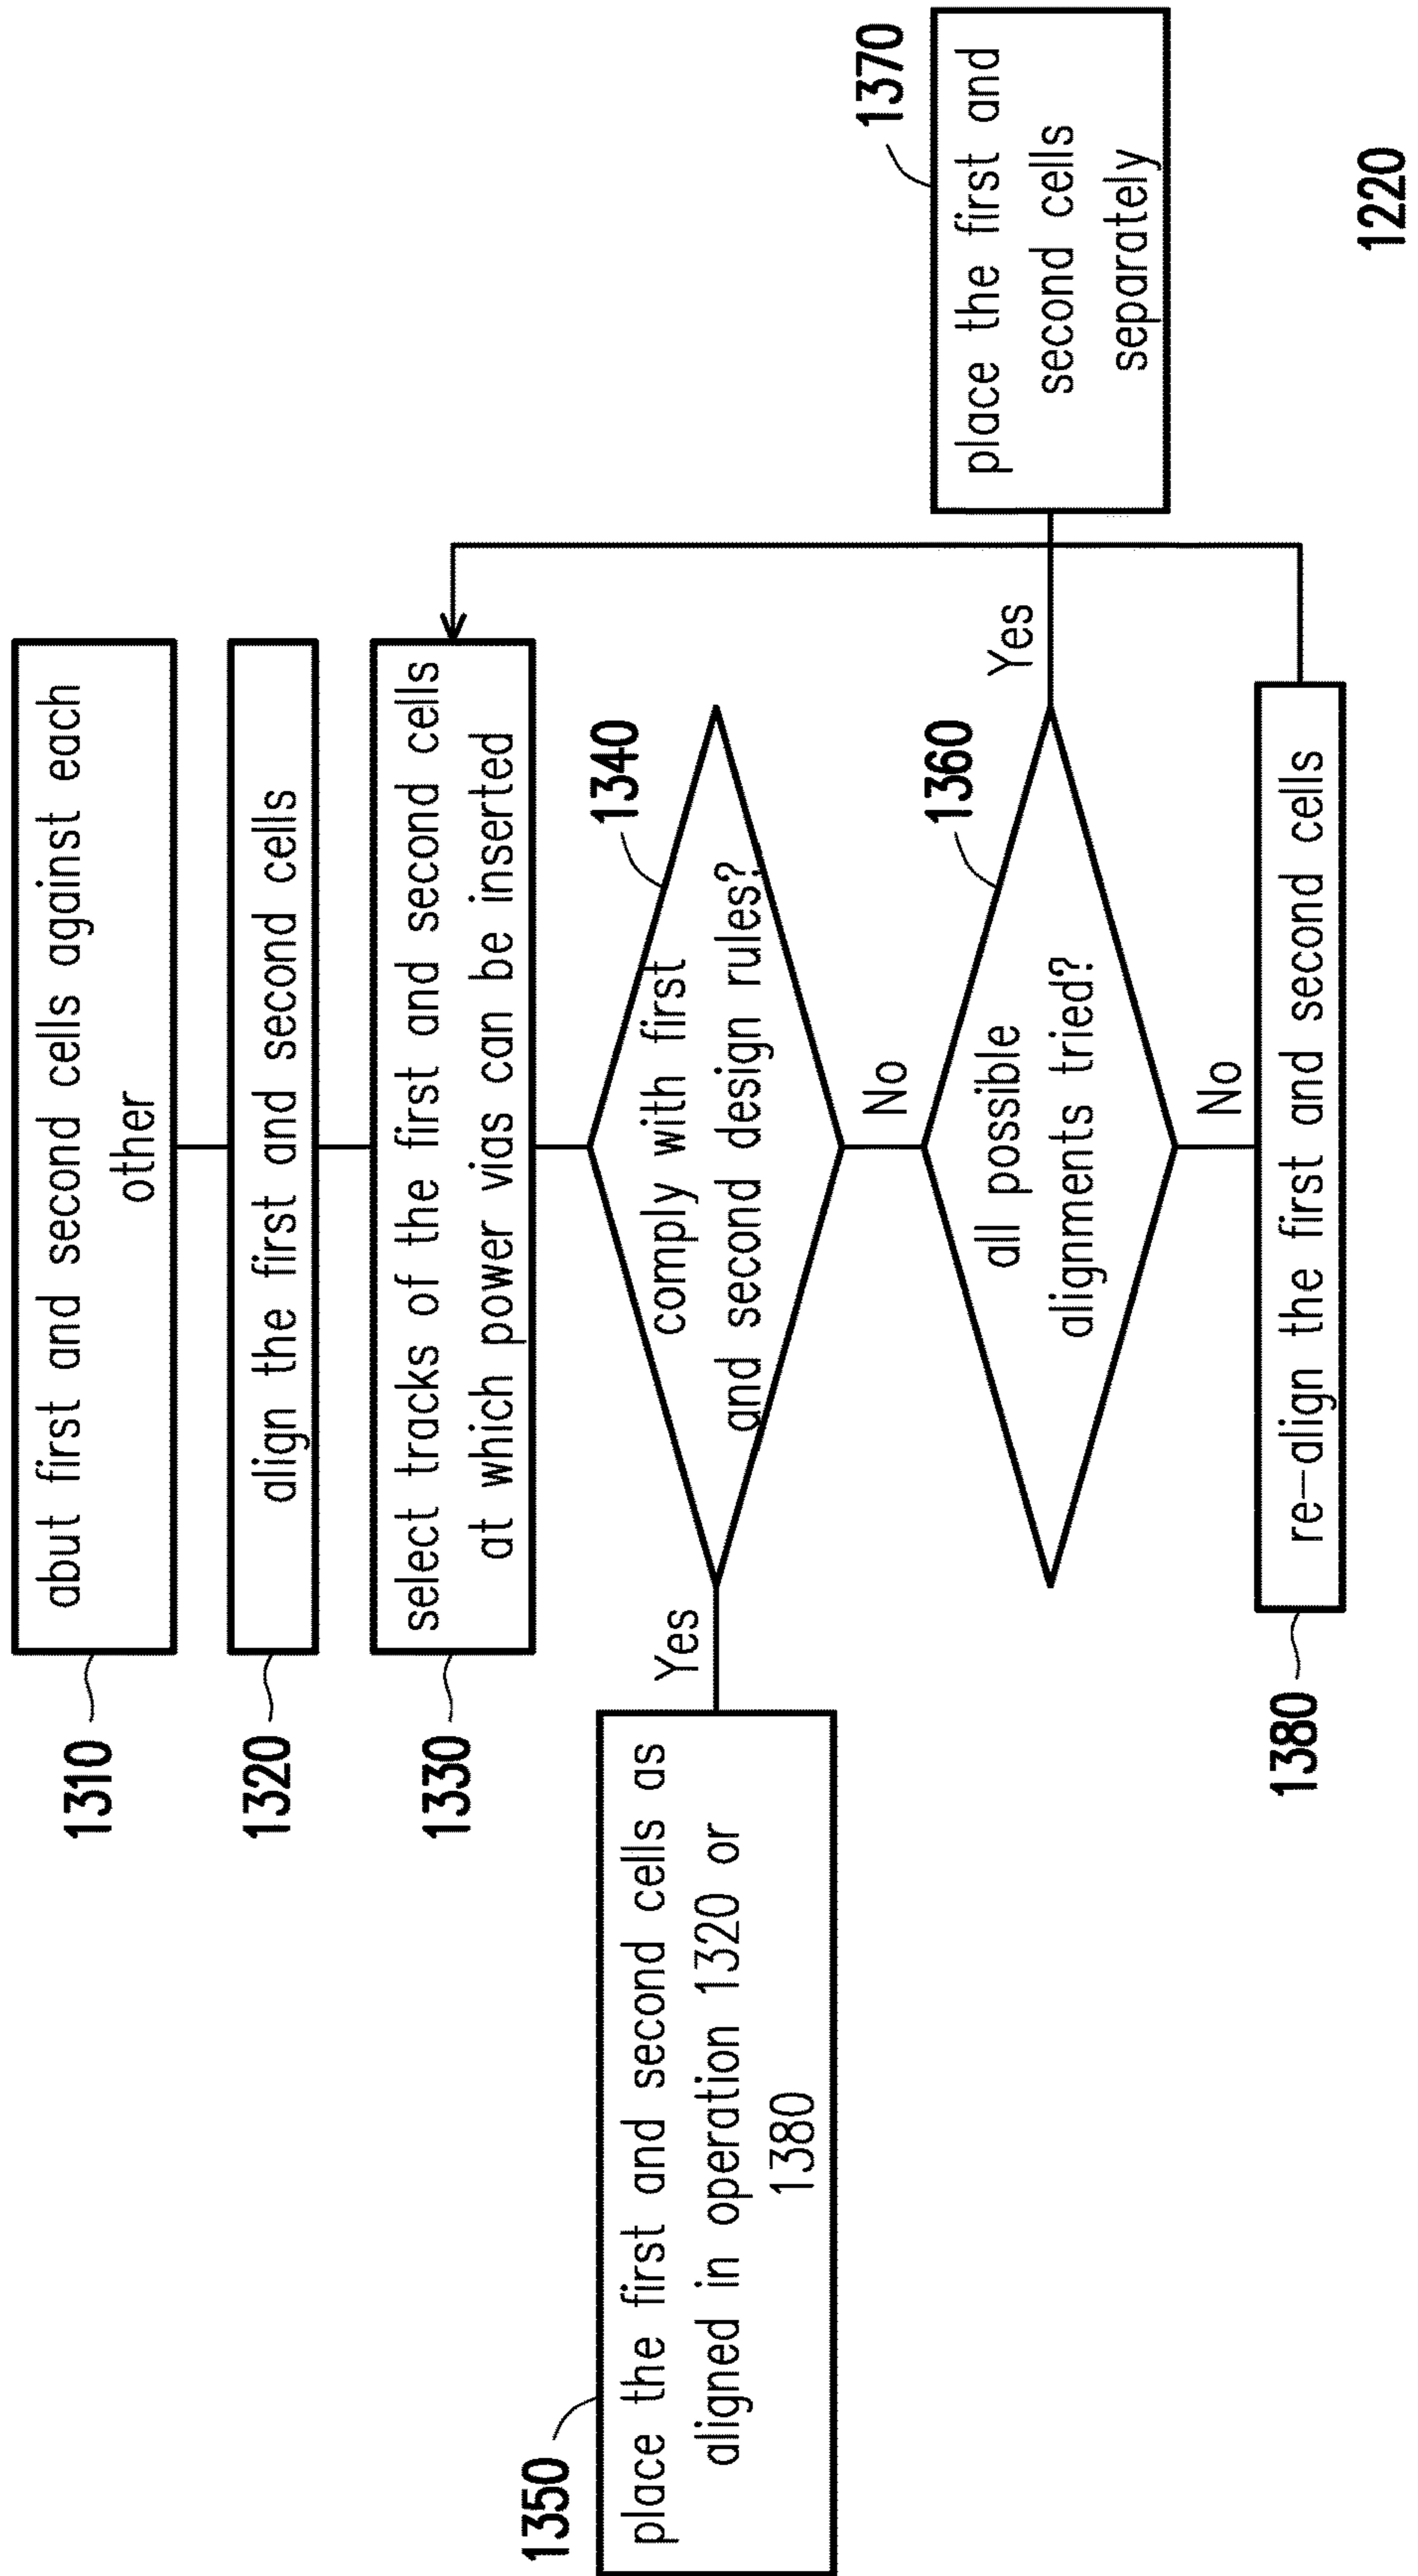 1310
abut first and second cells against each
other
1320
align the first and second cells
1330
select tracks of the first and second cells
at which power vias can be inserted
1340
comply with first
and second design rules?
Yes
1350
place the first and second cells as
aligned in operation 1320 or
1380
No
1360
all possible
alignments tried?
Yes
1370
place the first and
second cells
separately
No
1380
re-align the first and second cells
1220